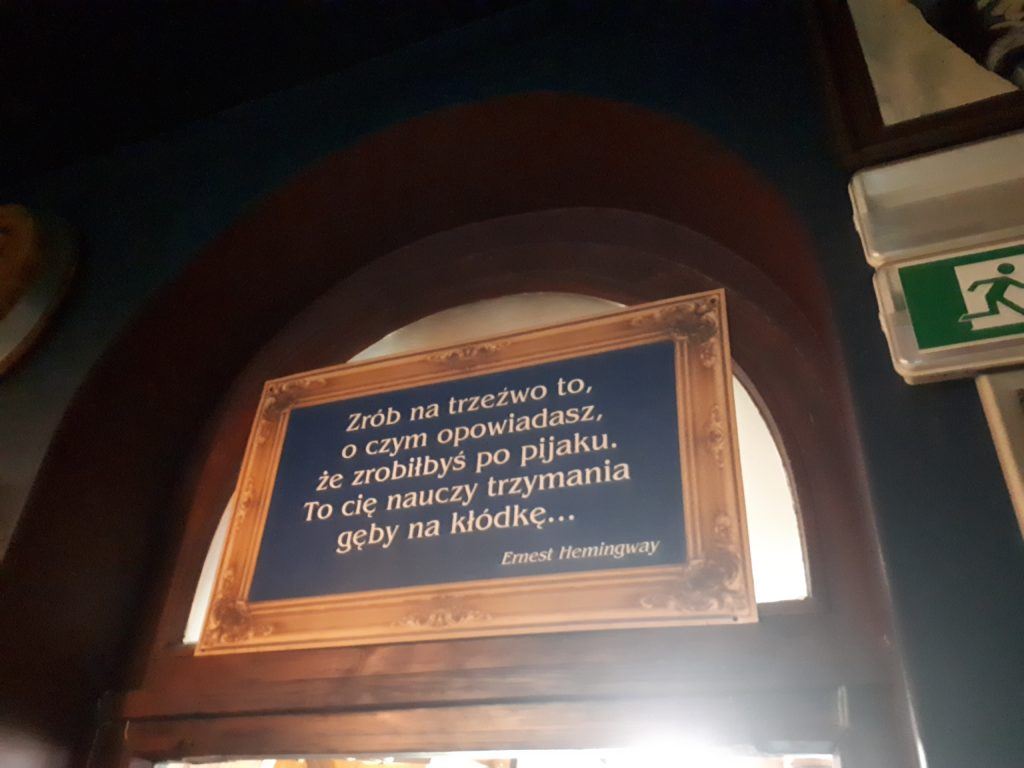 Zrób na trzeźwo to,
o czym opowiadasz,
że zrobiłbyś po pijaku.
To cię nauczy trzymania
gęby na kłódkę...
Ernest Hemingway